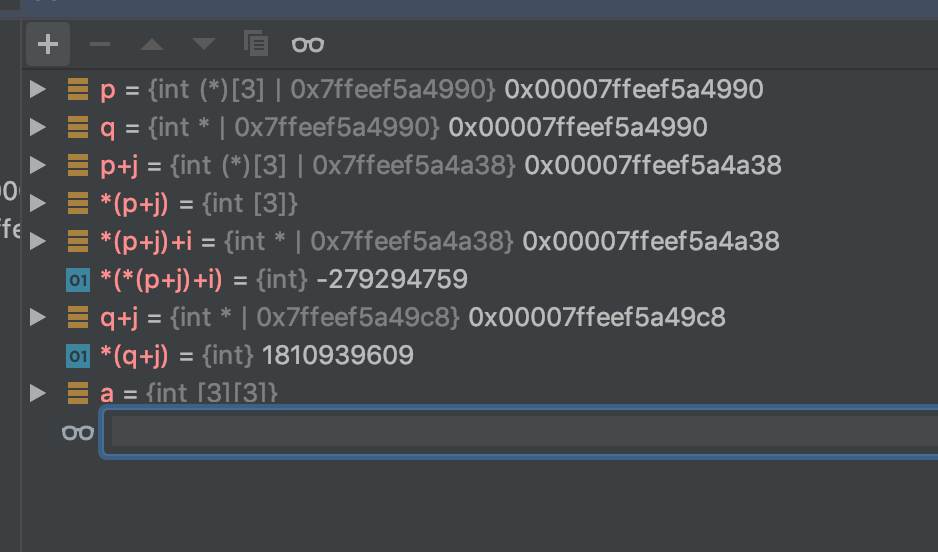 p = {int (*)[3] | 0x7ffeef5a4990} 0x00007ffeef5a4990
q = {int * | 0x7ffeef5a4990} 0x00007ffeef5a4990
p+j = {int (*)[3] | 0x7ffeef5a4a38} 0x00007ffeef5a4a38
*(p+j) = {int [3]}
*(p+j)+i = {int * | 0x7ffeef5a4a38} 0x00007ffeef5a4a38
01 *(*(p+j)+i) = {int} -279294759
q+j = {int * | 0x7ffeef5a49c8} 0x00007ffeef5a49c8
01 *(q+j) = {int} 1810939609
a = {int [3][3]}